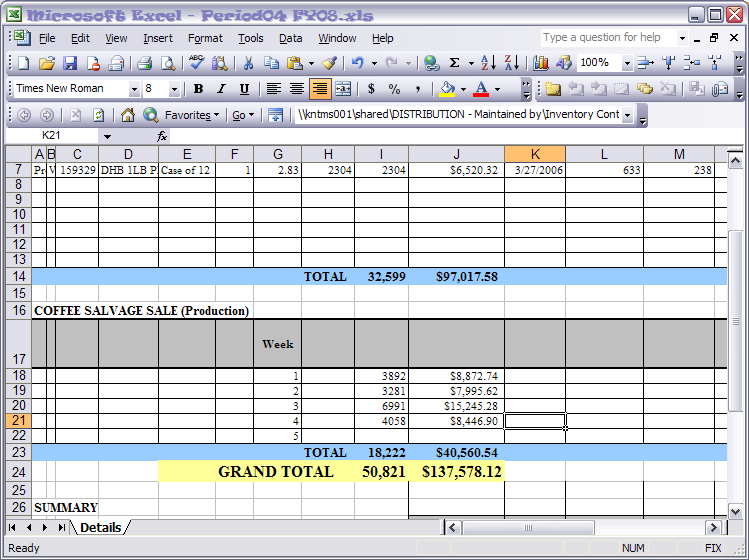 Microsoft Excel - Period04 FY08.xls
File Edit View Insert Format Tools Data Window Help Type a question for help
ABC Σ A Z Z A 100%
Times New Roman 8 B I U a $ % , A
Favorites Go \\kntms001\shared\DISTRIBUTION - Maintained by\Inventory Cont
K21 fx
A B C D E F G H I J K L M
7 Pr V 159329 DHB 1LB P Case of 12 1 2.83 2304 2304 $6,520.32 3/27/2006 633 238
8
9
10
11
12
13
14 TOTAL 32,599 $97,017.58
15
16 COFFEE SALVAGE SALE (Production)
17 Week
18 1 3892 $8,872.74
19 2 3281 $7,995.62
20 3 6991 $15,245.28
21 4 4058 $8,446.90
22 5
23 TOTAL 18,222 $40,560.54
24 GRAND TOTAL 50,821 $137,578.12
25
26 SUMMARY
Details
Ready NUM FIX